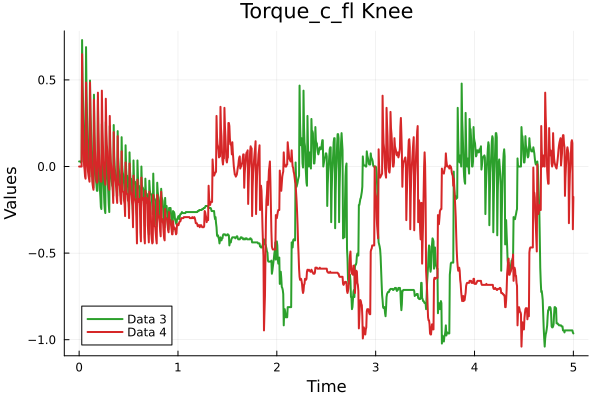 Torque_c_fl Knee
Values
0.5
0.0
−0.5
−1.0
Data 3
Data 4
0 1 2 3 4 5
Time